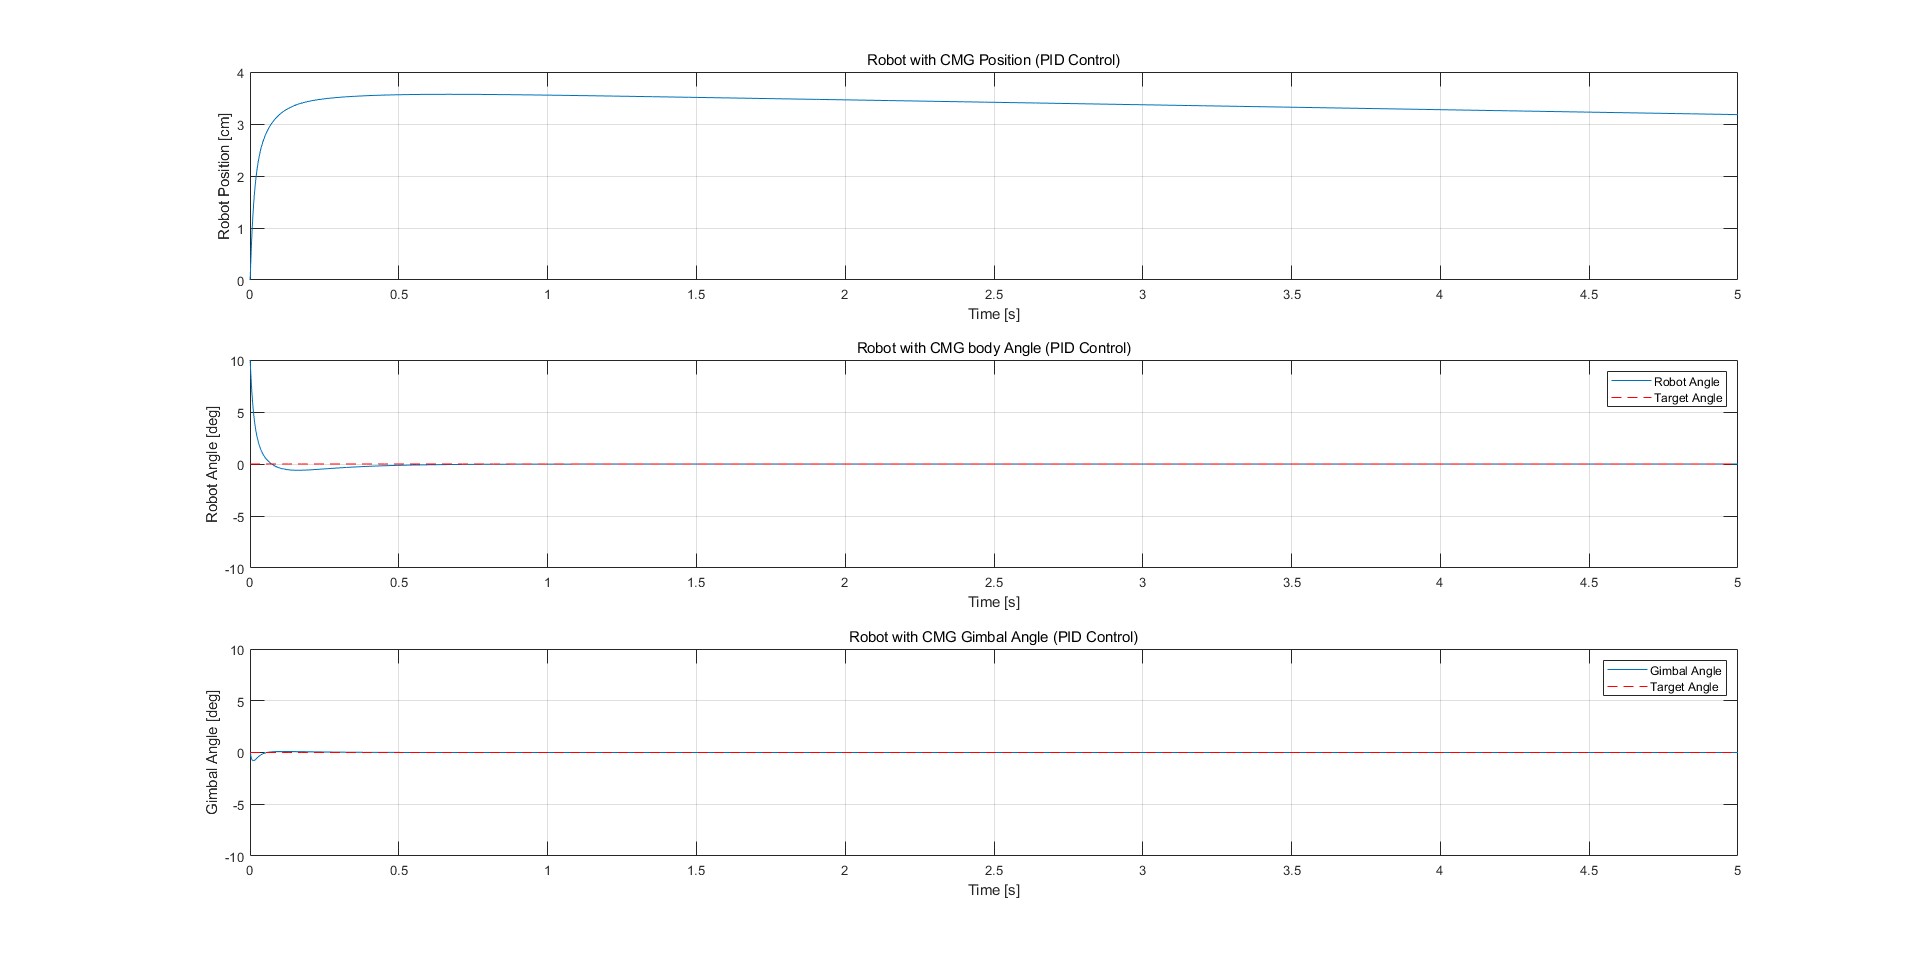 Robot with CMG Position (PID Control)
Robot Position [cm]
4
3
2
1
0
0 0.5 1 1.5 2 2.5 3 3.5 4 4.5 5
Time [s]
Robot with CMG body Angle (PID Control)
Robot Angle [deg]
10
5
0
-5
-10
Robot Angle
Target Angle
0 0.5 1 1.5 2 2.5 3 3.5 4 4.5 5
Time [s]
Robot with CMG Gimbal Angle (PID Control)
Gimbal Angle [deg]
10
5
0
-5
-10
Gimbal Angle
Target Angle
0 0.5 1 1.5 2 2.5 3 3.5 4 4.5 5
Time [s]